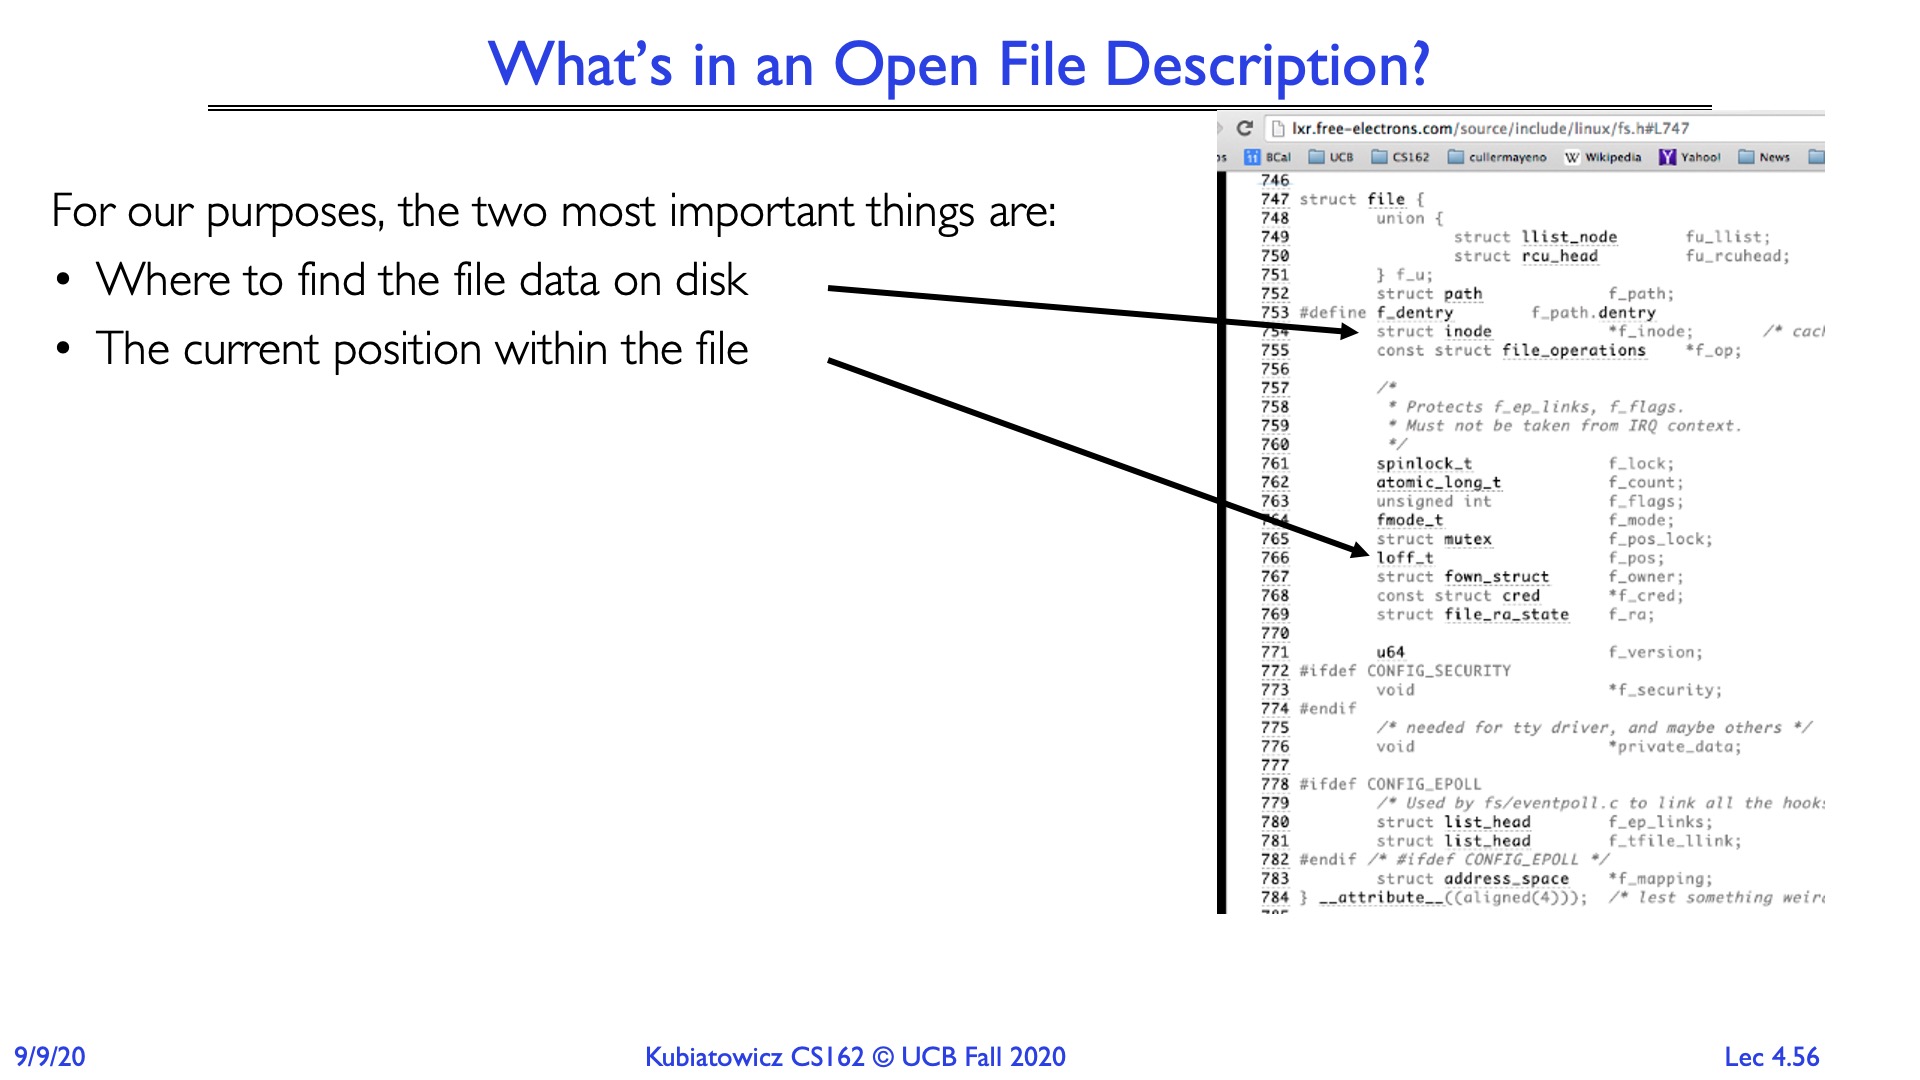 What’s in an Open File Description?
For our purposes, the two most important things are:
• Where to find the file data on disk
• The current position within the file
lxr.free-electrons.com/source/include/linux/fs.h#L747
BCal UCB CS162 cullermayeno W Wikipedia Y Yahoo! News
746
747 struct file {
748 union {
749 struct llist_node fu_llist;
750 struct rcu_head fu_rcuhead;
751 } f_u;
752 struct path f_path;
753 #define f_dentry f_path.dentry
754 struct inode *f_inode; /* cac
755 const struct file_operations *f_op;
756
757 /*
758 * Protects f_ep_links, f_flags.
759 * Must not be taken from IRQ context.
760 */
761 spinlock_t f_lock;
762 atomic_long_t f_count;
763 unsigned int f_flags;
764 fmode_t f_mode;
765 struct mutex f_pos_lock;
766 loff_t f_pos;
767 struct fown_struct f_owner;
768 const struct cred *f_cred;
769 struct file_ra_state f_ra;
770
771 u64 f_version;
772 #ifdef CONFIG_SECURITY
773 void *f_security;
774 #endif
775 /* needed for tty driver, and maybe others */
776 void *private_data;
777
778 #ifdef CONFIG_EPOLL
779 /* Used by fs/eventpoll.c to link all the hook
780 struct list_head f_ep_links;
781 struct list_head f_tfile_llink;
782 #endif /* #ifdef CONFIG_EPOLL */
783 struct address_space *f_mapping;
784 } __attribute__((aligned(4))); /* lest something weir
9/9/20
Kubiatowicz CS162 © UCB Fall 2020
Lec 4.56